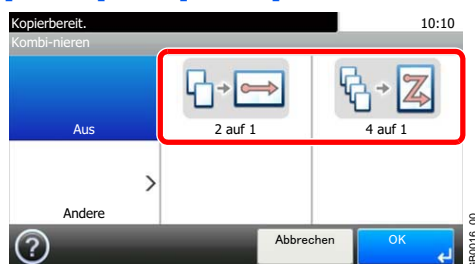 Kopierbereit. 10:10
Kombi-nieren
Aus 2 auf 1 4 auf 1
Andere
? Abbrechen OK